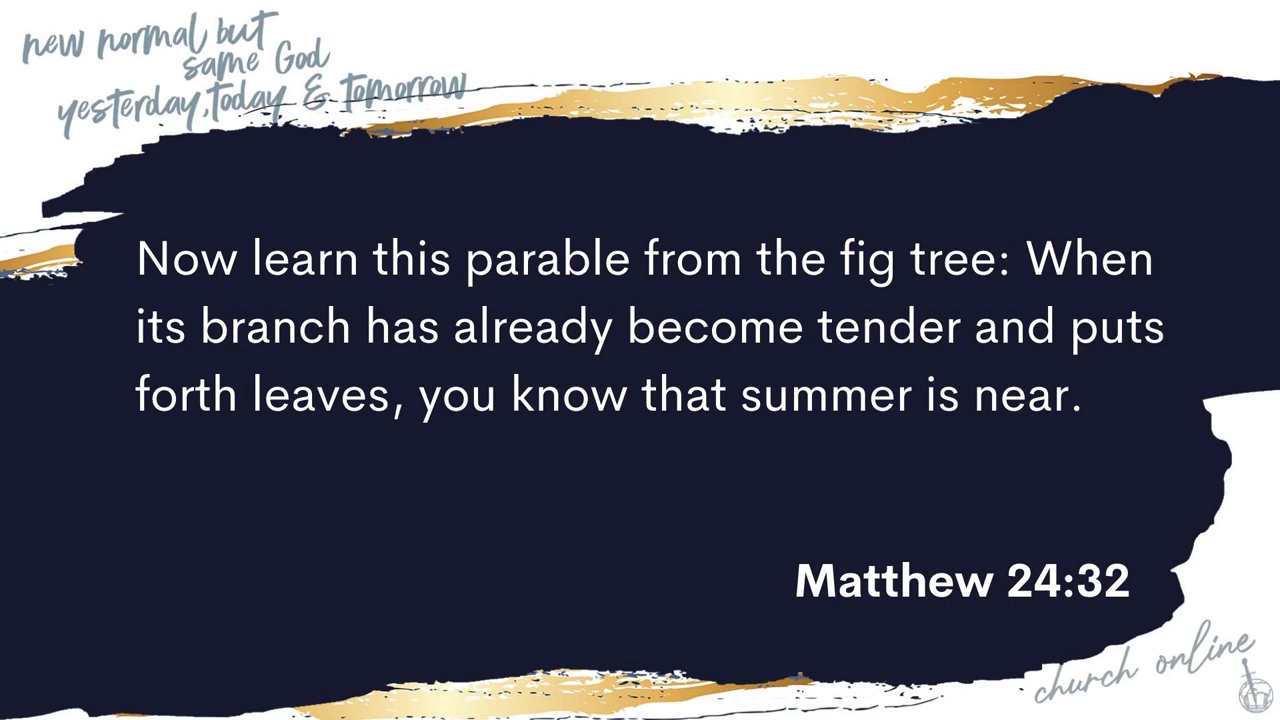 new normal but
same God
yesterday, today & tomorrow
Now learn this parable from the fig tree: When
its branch has already become tender and puts
forth leaves, you know that summer is near.
Matthew 24:32
church online